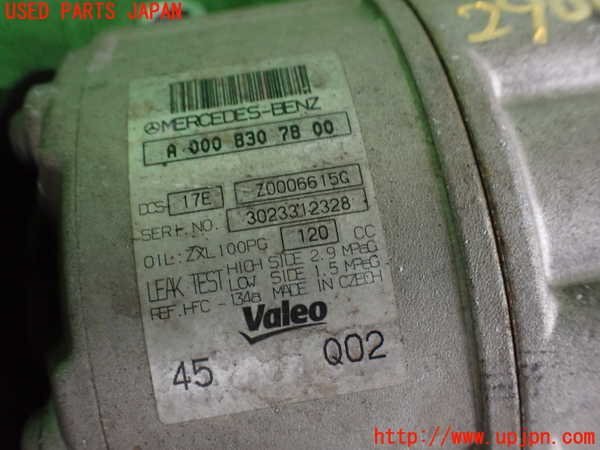 USED PARTS JAPAN
MERCEDES-BENZ
A 000 830 78 00
DCS-17E Z0006615G
SERI. NO. 3023312328
OIL: ZXL100PG 120 CC
LEAK TEST HIGH SIDE 2.9 MPaG
LOW SIDE 1.5 MPaG
REF. HFC - 134a MADE IN CZECH
Valeo
45 Q02
http://www.upjpn.com